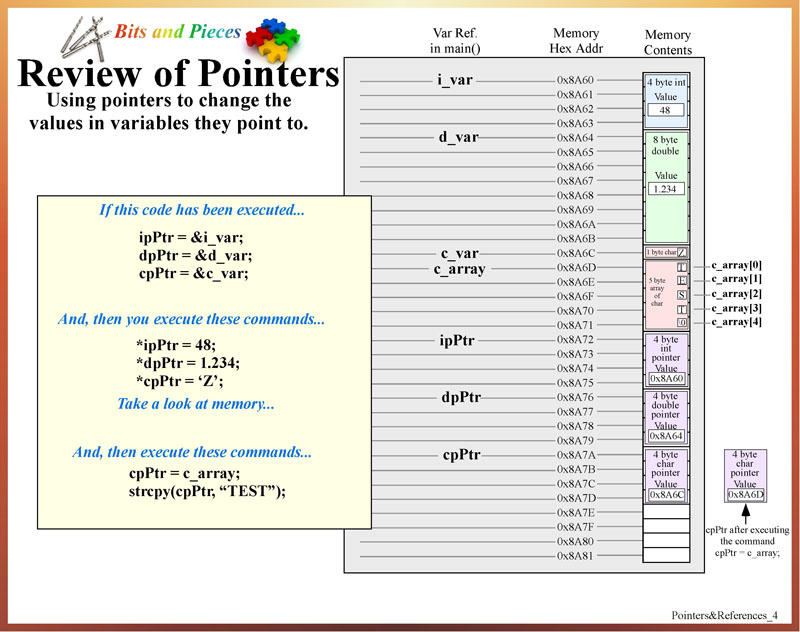 Bits and Pieces
Review of Pointers
Using pointers to change the
values in variables they point to.
If this code has been executed...
ipPtr = &i_var;
dpPtr = &d_var;
cpPtr = &c_var;
And, then you execute these commands...
*ipPtr = 48;
*dpPtr = 1.234;
*cpPtr = ‘Z’;
Take a look at memory...
And, then execute these commands...
cpPtr = c_array;
strcpy(cpPtr, “TEST”);
Var Ref.
in main()
Memory
Hex Addr
Memory
Contents
i_var
d_var
c_var
c_array
ipPtr
dpPtr
cpPtr
0x8A60
0x8A61
0x8A62
0x8A63
0x8A64
0x8A65
0x8A66
0x8A67
0x8A68
0x8A69
0x8A6A
0x8A6B
0x8A6C
0x8A6D
0x8A6E
0x8A6F
0x8A70
0x8A71
0x8A72
0x8A73
0x8A74
0x8A75
0x8A76
0x8A77
0x8A78
0x8A79
0x8A7A
0x8A7B
0x8A7C
0x8A7D
0x8A7E
0x8A7F
0x8A80
0x8A81
4 byte int
Value
48
8 byte
double
Value
1.234
1 byte char Z
5 byte
array
of
char
T
E
S
T
\0
4 byte
int
pointer
Value
0x8A60
4 byte
double
pointer
Value
0x8A64
4 byte
char
pointer
Value
0x8A6C
c_array[0]
c_array[1]
c_array[2]
c_array[3]
c_array[4]
4 byte
char
pointer
Value
0x8A6D
cpPtr after executing
the command
cpPtr = c_array;
Pointers&References_4